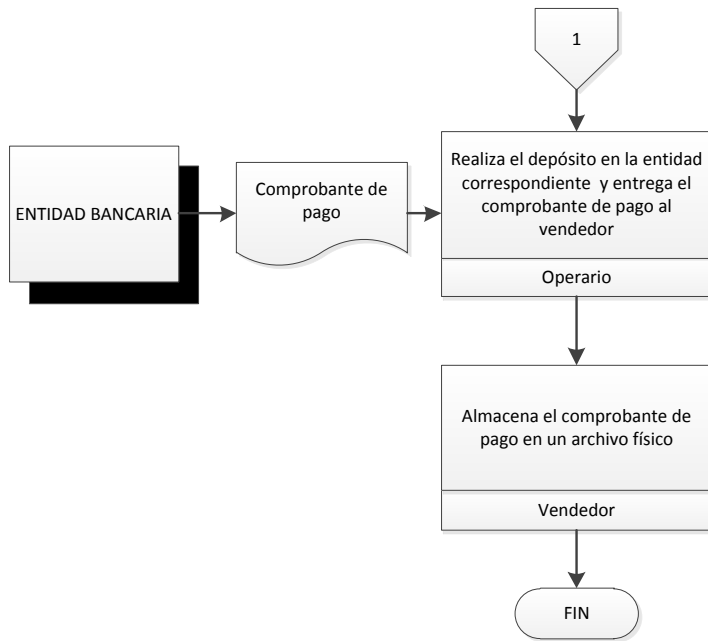 1
Realiza el depósito en la entidad
correspondiente y entrega el
comprobante de pago al
vendedor
Operario
ENTIDAD BANCARIA
Comprobante de
pago
Almacena el comprobante de
pago en un archivo físico
Vendedor
FIN